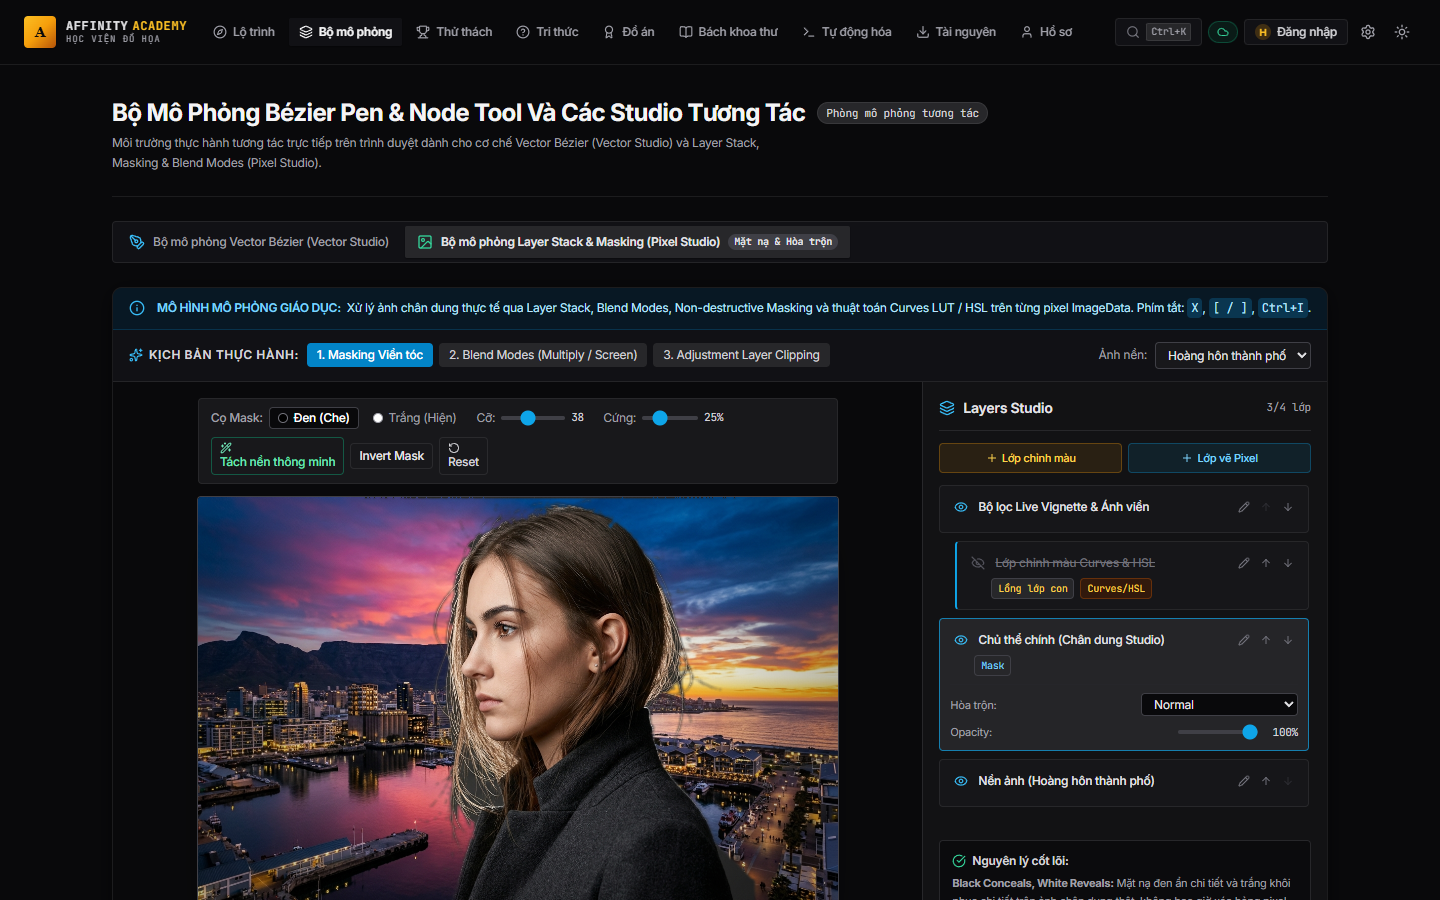 A
AFFINITY ACADEMY
HỌC VIỆN ĐỒ HỌA
Lộ trình
Bộ mô phỏng
Thử thách
Tri thức
Đồ án
Bách khoa thư
Tự động hóa
Tài nguyên
Hồ sơ
Ctrl+K
H Đăng nhập
Bộ Mô Phỏng Bézier Pen & Node Tool Và Các Studio Tương Tác
Phòng mô phỏng tương tác
Môi trường thực hành tương tác trực tiếp trên trình duyệt dành cho cơ chế Vector Bézier (Vector Studio) và Layer Stack,
Masking & Blend Modes (Pixel Studio).
Bộ mô phỏng Vector Bézier (Vector Studio)
Bộ mô phỏng Layer Stack & Masking (Pixel Studio)
Mặt nạ & Hòa trộn
MÔ HÌNH MÔ PHỎNG GIÁO DỤC: Xử lý ảnh chân dung thực tế qua Layer Stack, Blend Modes, Non-destructive Masking và thuật toán Curves LUT / HSL trên từng pixel ImageData. Phím tắt: X, [ / ], Ctrl+I.
KỊCH BẢN THỰC HÀNH:
1. Masking Viền tóc
2. Blend Modes (Multiply / Screen)
3. Adjustment Layer Clipping
Ảnh nền:
Hoàng hôn thành phố
Cọ Mask:
Đen (Che)
Trắng (Hiện)
Cỡ:
38
Cứng:
25%
Tách nền thông minh
Invert Mask
Reset
Layers Studio
3/4 lớp
+ Lớp chỉnh màu
+ Lớp vẽ Pixel
Bộ lọc Live Vignette & Ánh viền
Lớp chỉnh màu Curves & HSL
Lồng lớp con
Curves/HSL
Chủ thể chính (Chân dung Studio)
Mask
Hòa trộn:
Normal
Opacity:
100%
Nền ảnh (Hoàng hôn thành phố)
Nguyên lý cốt lõi:
Black Conceals, White Reveals: Mặt nạ đen ẩn chi tiết và trắng khôi